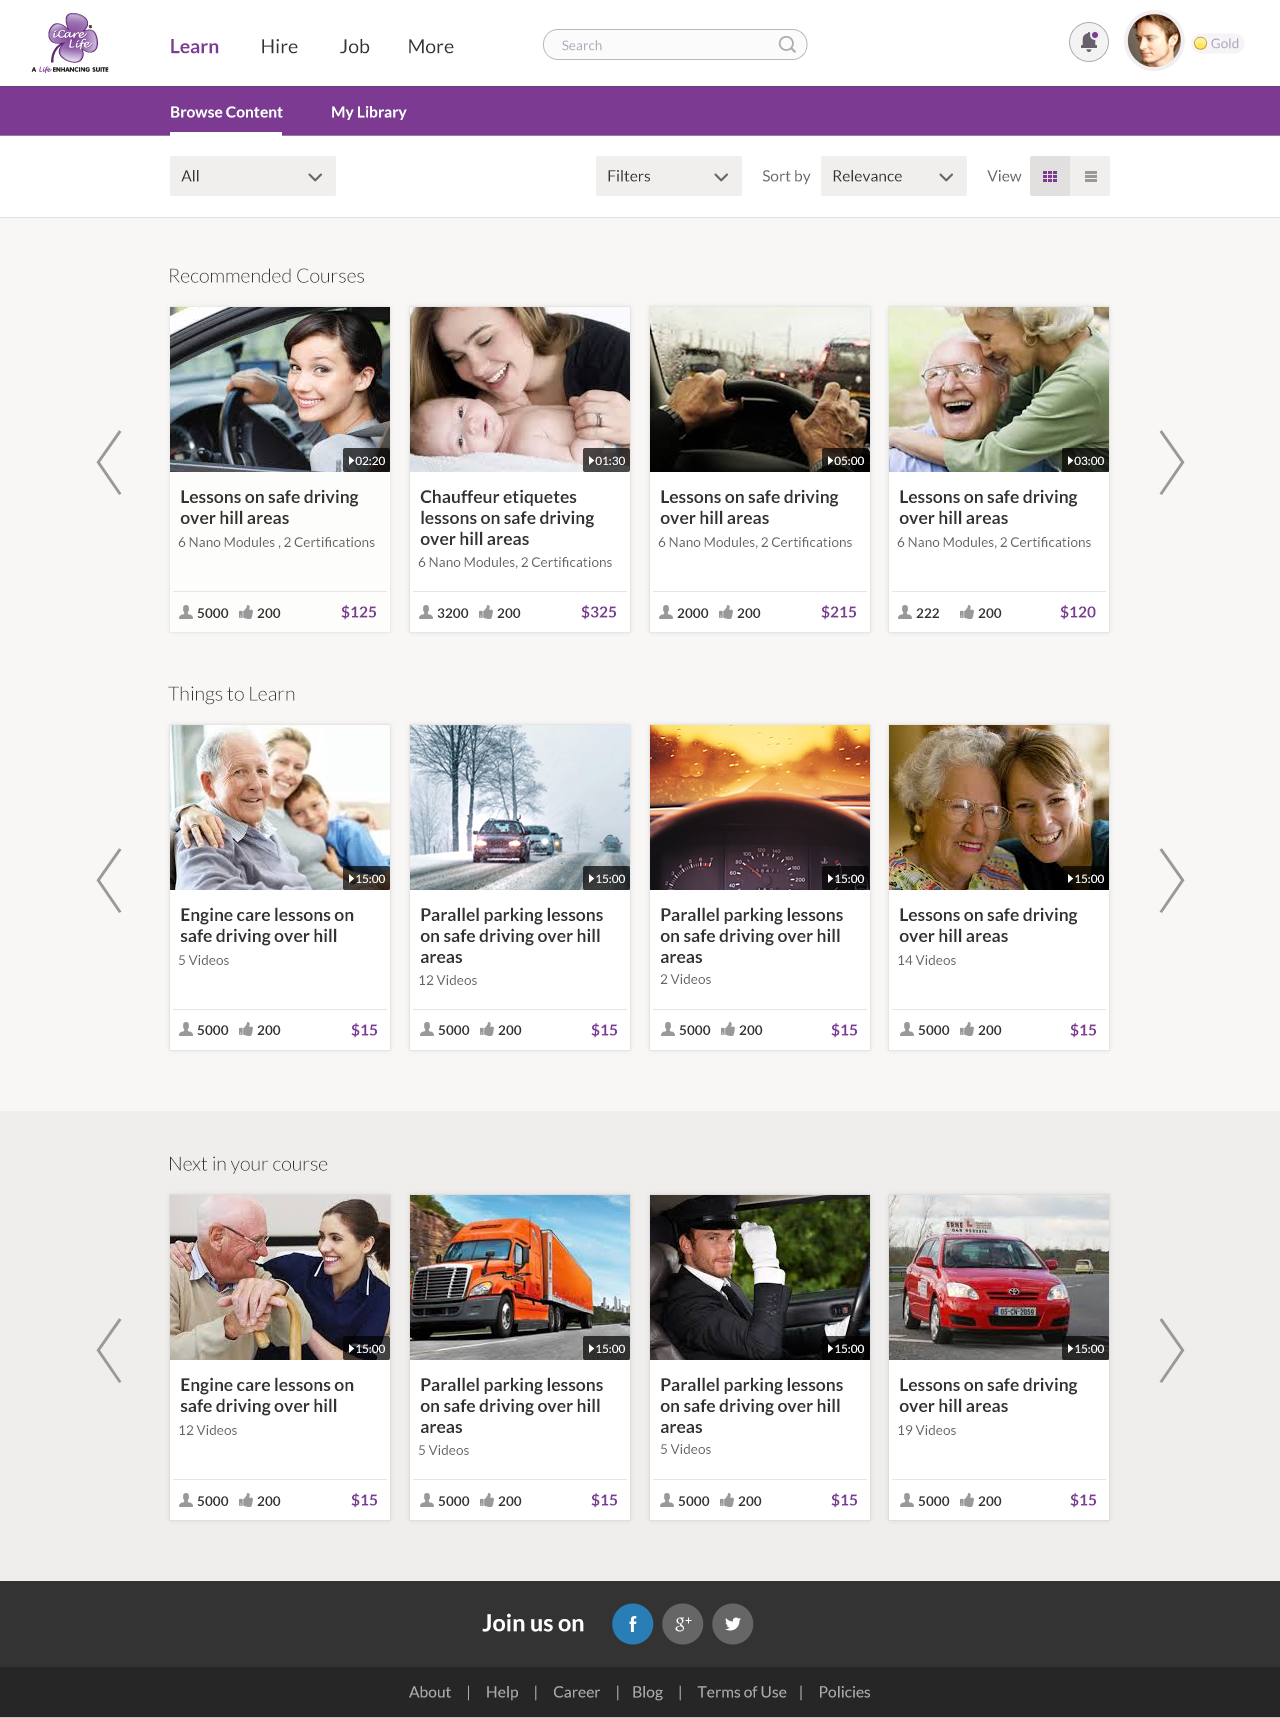 iCare
Life
A Life ENHANCING SUITE
Learn
Hire
Job
More
Search
Gold
Browse Content
My Library
All
Filters
Sort by
Relevance
View
Recommended Courses
02:20
01:30
05:00
03:00
Lessons on safe driving
over hill areas
6 Nano Modules , 2 Certifications
5000
200
$125
Chauffeur etiquetes
lessons on safe driving
over hill areas
6 Nano Modules, 2 Certifications
3200
200
$325
Lessons on safe driving
over hill areas
6 Nano Modules, 2 Certifications
2000
200
$215
Lessons on safe driving
over hill areas
6 Nano Modules, 2 Certifications
222
200
$120
Things to Learn
15:00
15:00
15:00
15:00
Engine care lessons on
safe driving over hill
5 Videos
5000
200
$15
Parallel parking lessons
on safe driving over hill
areas
12 Videos
5000
200
$15
Parallel parking lessons
on safe driving over hill
areas
2 Videos
5000
200
$15
Lessons on safe driving
over hill areas
14 Videos
5000
200
$15
Next in your course
15:00
15:00
15:00
05-CN-2059
15:00
Engine care lessons on
safe driving over hill
12 Videos
5000
200
$15
Parallel parking lessons
on safe driving over hill
areas
5 Videos
5000
200
$15
Parallel parking lessons
on safe driving over hill
areas
5 Videos
5000
200
$15
Lessons on safe driving
over hill areas
19 Videos
5000
200
$15
Join us on
f
g+
About | Help | Career | Blog | Terms of Use | Policies